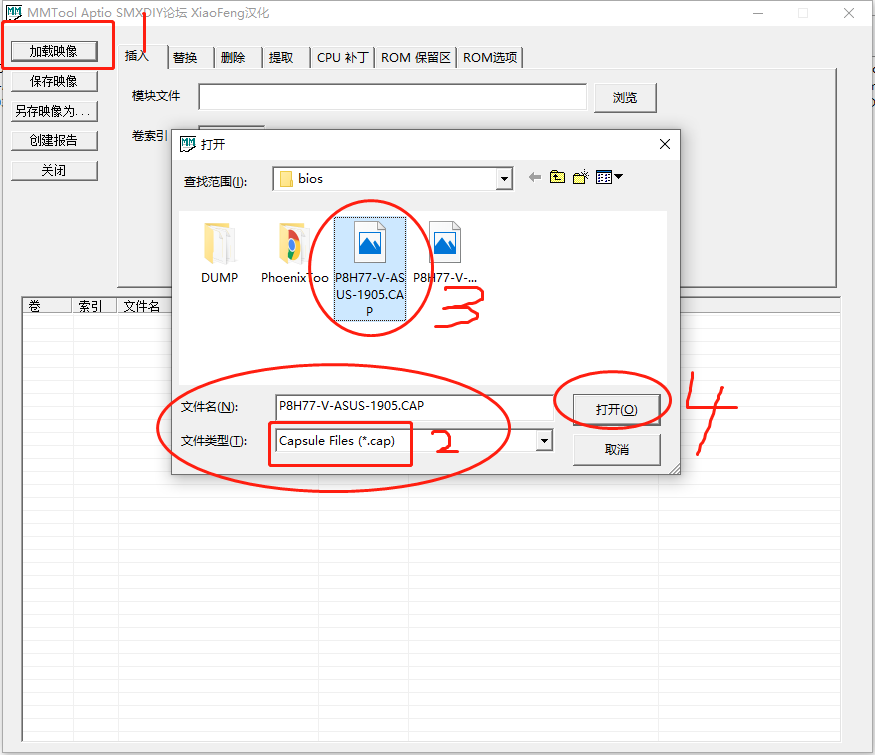 MMTool Aptio SMXDIY论坛 XiaoFeng汉化
1
加载映像
保存映像
另存映像为...
创建报告
关闭
插入 替换 删除 提取 CPU 补丁 ROM 保留区 ROM选项
模块文件
浏览
卷索引
打开
查找范围(I):
bios
DUMP
PhoenixToo
P8H77-V-AS
US-1905.CA
P
P8H77-V-...
3
文件名(N):
P8H77-V-ASUS-1905.CAP
打开(O)
4
文件类型(T):
Capsule Files (*.cap)
2
取消
卷 索引 文件名